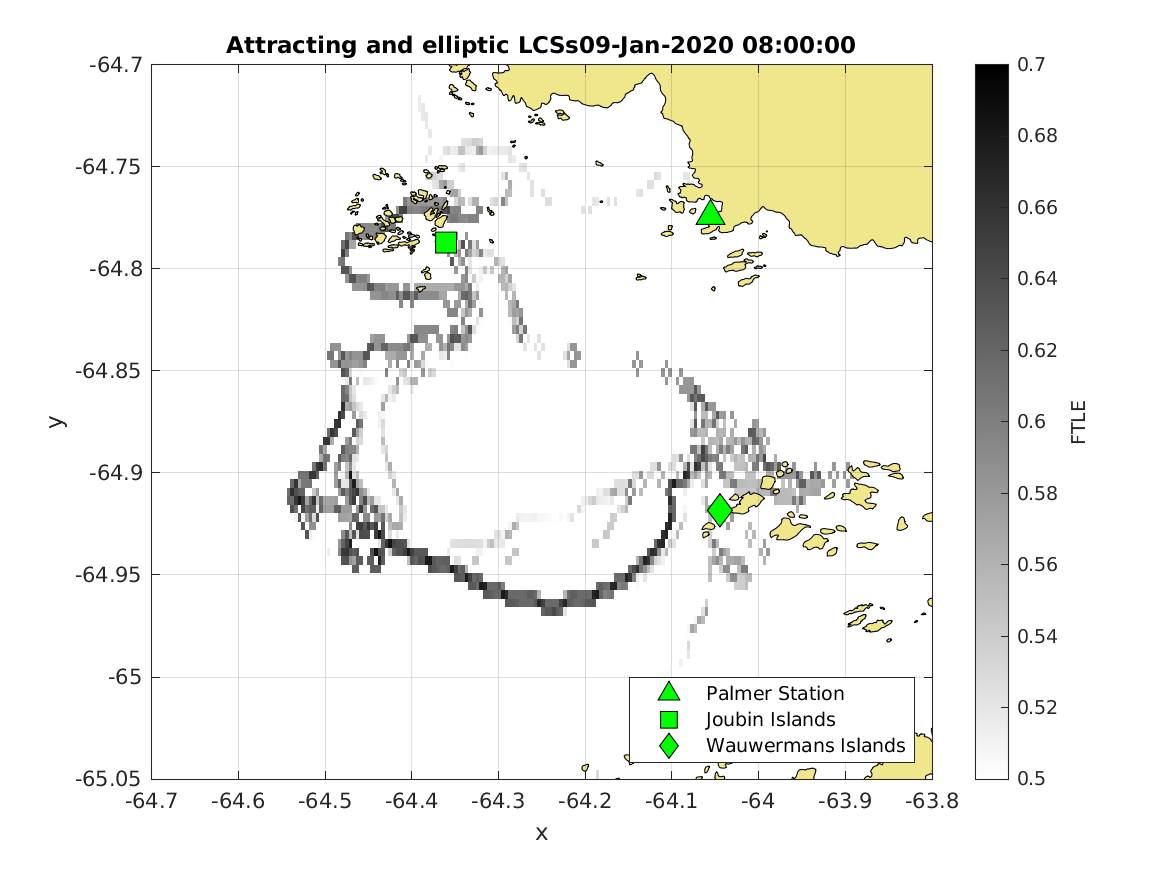 Attracting and elliptic LCSs09-Jan-2020 08:00:00
-64.7
-64.75
-64.8
-64.85
-64.9
-64.95
-65
-65.05
y
-64.7 -64.6 -64.5 -64.4 -64.3 -64.2 -64.1 -64 -63.9 -63.8
x
Palmer Station
Joubin Islands
Wauwermans Islands
0.7
0.68
0.66
0.64
0.62
0.6
0.58
0.56
0.54
0.52
0.5
FTLE